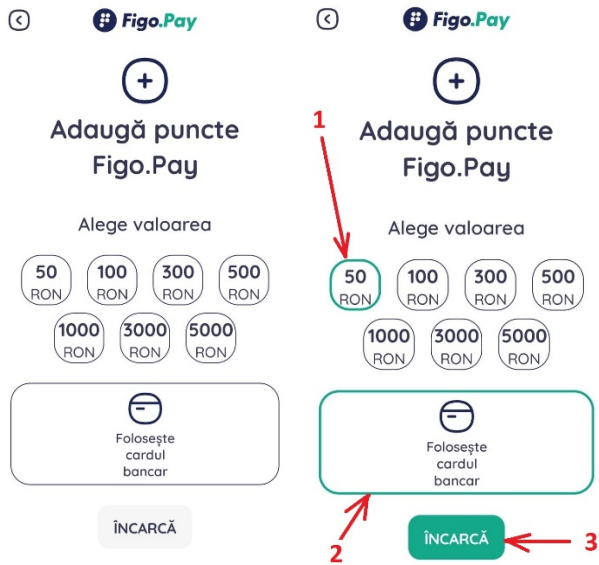 Figo.Pay
Adaugă puncte
Figo.Pay
Alege valoarea
50 RON
100 RON
300 RON
500 RON
1000 RON
3000 RON
5000 RON
Folosește
cardul
bancar
ÎNCARCĂ
Figo.Pay
1
Adaugă puncte
Figo.Pay
Alege valoarea
50 RON
100 RON
300 RON
500 RON
1000 RON
3000 RON
5000 RON
Folosește
cardul
bancar
2
ÎNCARCĂ
3